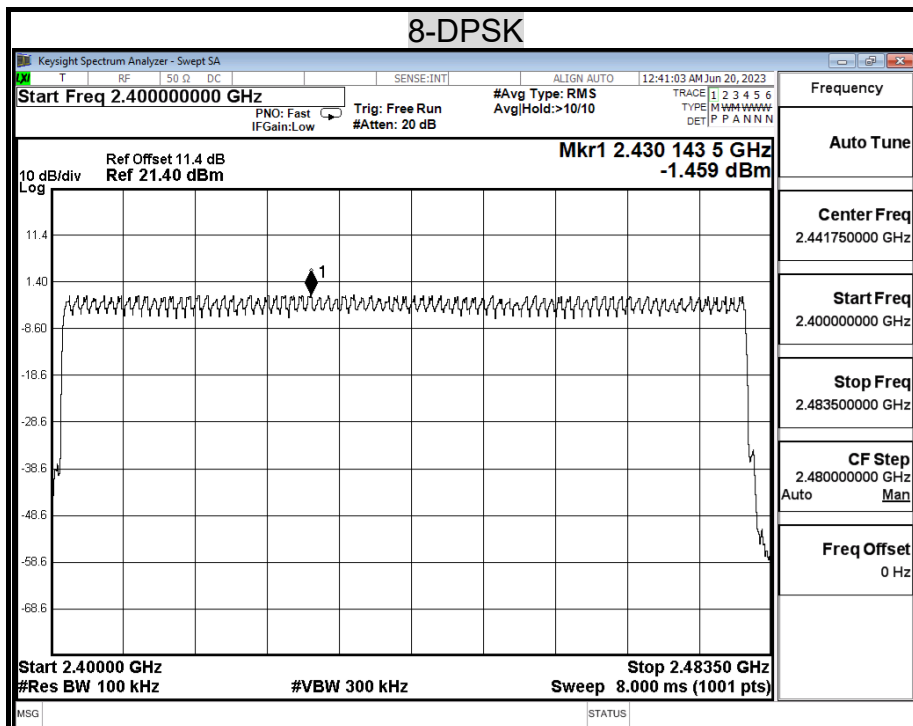 8-DPSK
Keysight Spectrum Analyzer - Swept SA
LXI T RF 50 Ω DC SENSE:INT ALIGN AUTO 12:41:03 AM Jun 20, 2023
Start Freq 2.400000000 GHz
PNO: Fast
IFGain:Low
Trig: Free Run
#Atten: 20 dB
#Avg Type: RMS
Avg|Hold:>10/10
TRACE 1 2 3 4 5 6
TYPE M WM WWWW
DET P P A N N N
Mkr1 2.430 143 5 GHz
-1.459 dBm
Ref Offset 11.4 dB
10 dB/div Ref 21.40 dBm
Log
11.4
1.40
-8.60
-18.6
-28.6
-38.6
-48.6
-58.6
-68.6
1
Start 2.40000 GHz Stop 2.48350 GHz
#Res BW 100 kHz #VBW 300 kHz Sweep 8.000 ms (1001 pts)
MSG STATUS
Frequency
Auto Tune
Center Freq
2.441750000 GHz
Start Freq
2.400000000 GHz
Stop Freq
2.483500000 GHz
CF Step
2.480000000 GHz
Auto Man
Freq Offset
0 Hz